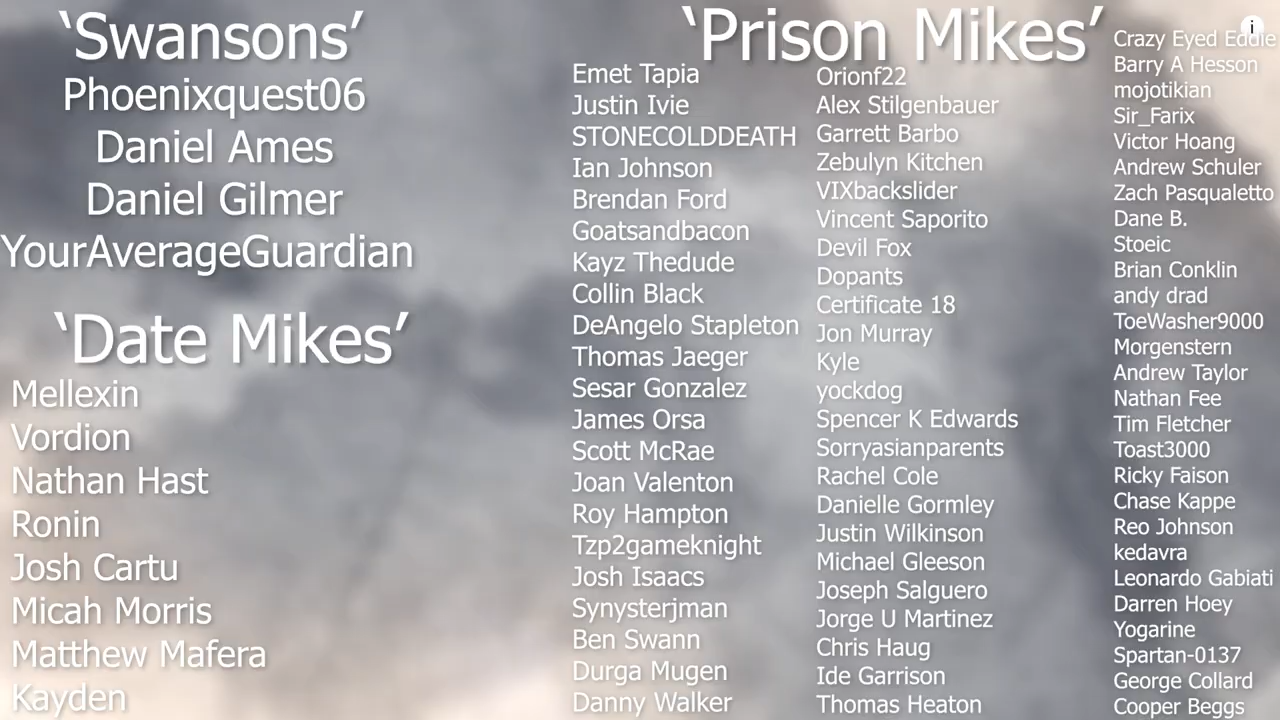 ‘Swansons’
Phoenixquest06
Daniel Ames
Daniel Gilmer
YourAverageGuardian
‘Date Mikes’
Mellexin
Vordion
Nathan Hast
Ronin
Josh Cartu
Micah Morris
Matthew Mafera
Kayden
‘Prison Mikes’
Emet Tapia
Justin Ivie
STONECOLDDEATH
Ian Johnson
Brendan Ford
Goatsandbacon
Kayz Thedude
Collin Black
DeAngelo Stapleton
Thomas Jaeger
Sesar Gonzalez
James Orsa
Scott McRae
Joan Valenton
Roy Hampton
Tzp2gameknight
Josh Isaacs
Synysterjman
Ben Swann
Durga Mugen
Danny Walker
Orionf22
Alex Stilgenbauer
Garrett Barbo
Zebulyn Kitchen
VIXbackslider
Vincent Saporito
Devil Fox
Dopants
Certificate 18
Jon Murray
Kyle
yockdog
Spencer K Edwards
Sorryasianparents
Rachel Cole
Danielle Gormley
Justin Wilkinson
Michael Gleeson
Joseph Salguero
Jorge U Martinez
Chris Haug
Ide Garrison
Thomas Heaton
Crazy Eyed Eddie
Barry A Hesson
mojotikian
Sir_Farix
Victor Hoang
Andrew Schuler
Zach Pasqualetto
Dane B.
Stoeic
Brian Conklin
andy drad
ToeWasher9000
Morgenstern
Andrew Taylor
Nathan Fee
Tim Fletcher
Toast3000
Ricky Faison
Chase Kappe
Reo Johnson
kedavra
Leonardo Gabiati
Darren Hoey
Yogarine
Spartan-0137
George Collard
Cooper Beggs